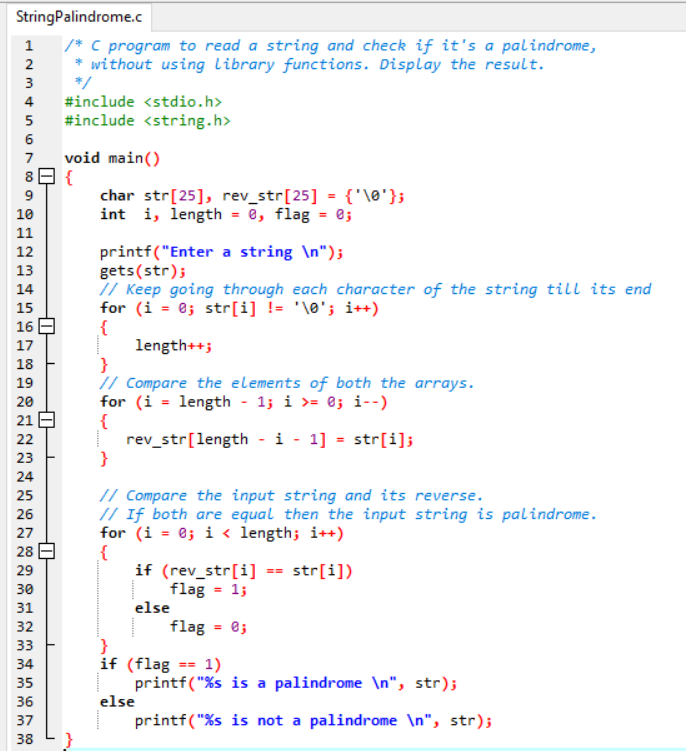 StringPalindrome.c
1 /* C program to read a string and check if it's a palindrome,
2 * without using library functions. Display the result.
3 */
4 #include <stdio.h>
5 #include <string.h>
6
7 void main()
8 {
9 char str[25], rev_str[25] = {'\0'};
10 int i, length = 0, flag = 0;
11
12 printf("Enter a string \n");
13 gets(str);
14 // Keep going through each character of the string till its end
15 for (i = 0; str[i] != '\0'; i++)
16 {
17 length++;
18 }
19 // Compare the elements of both the arrays.
20 for (i = length - 1; i >= 0; i--)
21 {
22 rev_str[length - i - 1] = str[i];
23 }
24
25 // Compare the input string and its reverse.
26 // If both are equal then the input string is palindrome.
27 for (i = 0; i < length; i++)
28 {
29 if (rev_str[i] == str[i])
30 flag = 1;
31 else
32 flag = 0;
33 }
34 if (flag == 1)
35 printf("%s is a palindrome \n", str);
36 else
37 printf("%s is not a palindrome \n", str);
38 }